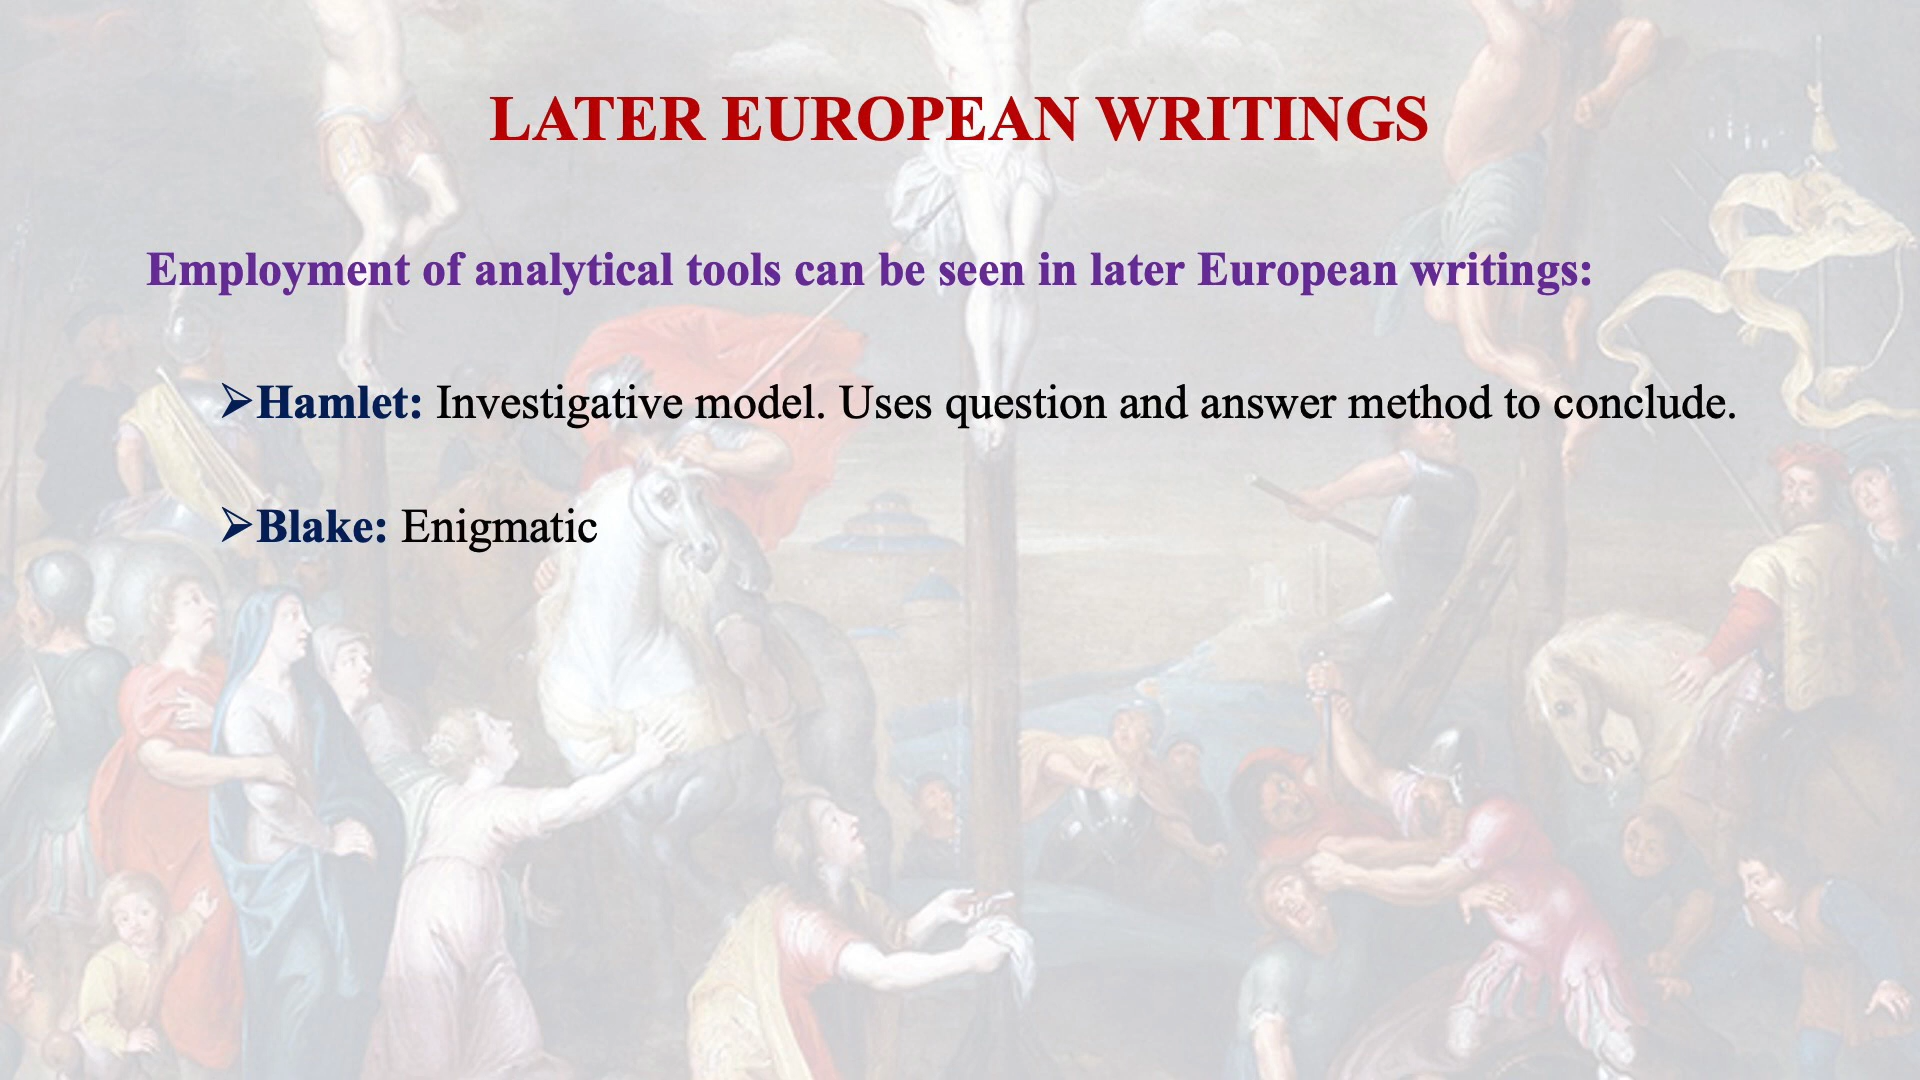 LATER EUROPEAN WRITINGS
Employment of analytical tools can be seen in later European writings:
➢Hamlet: Investigative model. Uses question and answer method to conclude.
➢Blake: Enigmatic